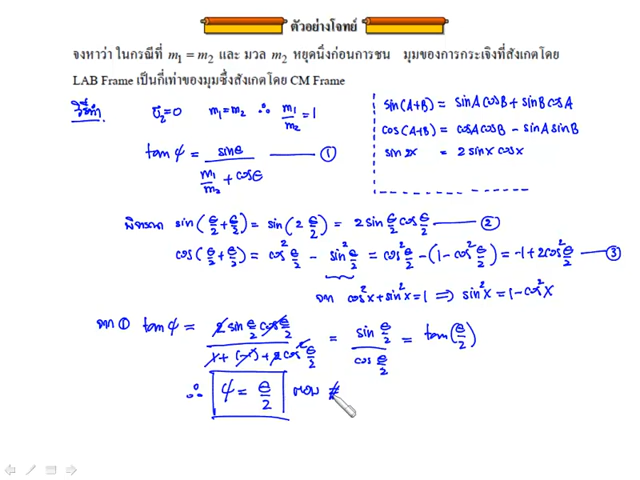 ตัวอย่างโจทย์
จงหาว่า ในกรณีที่ m₁ = m₂ และ มวล m₂ หยุดนิ่งก่อนการชน มุมของการกระเจิงที่สังเกตโดย
LAB Frame เป็นกี่เท่าของมุมซึ่งสังเกตโดย CM Frame
วิธีทำ v₂=0 m₁=m₂ ∴ m₁/m₂ = 1
sin(A+B) = sinA cosB + sinB cosA
cos(A+B) = cosA cosB − sinA sinB
sin 2x = 2 sinx cosx
tan ψ = sinθ / (m₁/m₂ + cosθ) ——— ①
พิจารณา sin(θ/2 + θ/2) = sin(2 θ/2) = 2 sin θ/2 cos θ/2 ——— ②
cos(θ/2 + θ/2) = cos² θ/2 − sin² θ/2 = cos² θ/2 − (1 − cos² θ/2) = −1 + 2cos² θ/2 ——— ③
จาก cos²x + sin²x = 1 ⟹ sin²x = 1 − cos²x
จาก ① tan ψ = 2 sin θ/2 cos θ/2 / (1 + (−1) + 2 cos² θ/2) = sin θ/2 / cos θ/2 = tan(θ/2)
∴ ψ = θ/2 ตอบ #